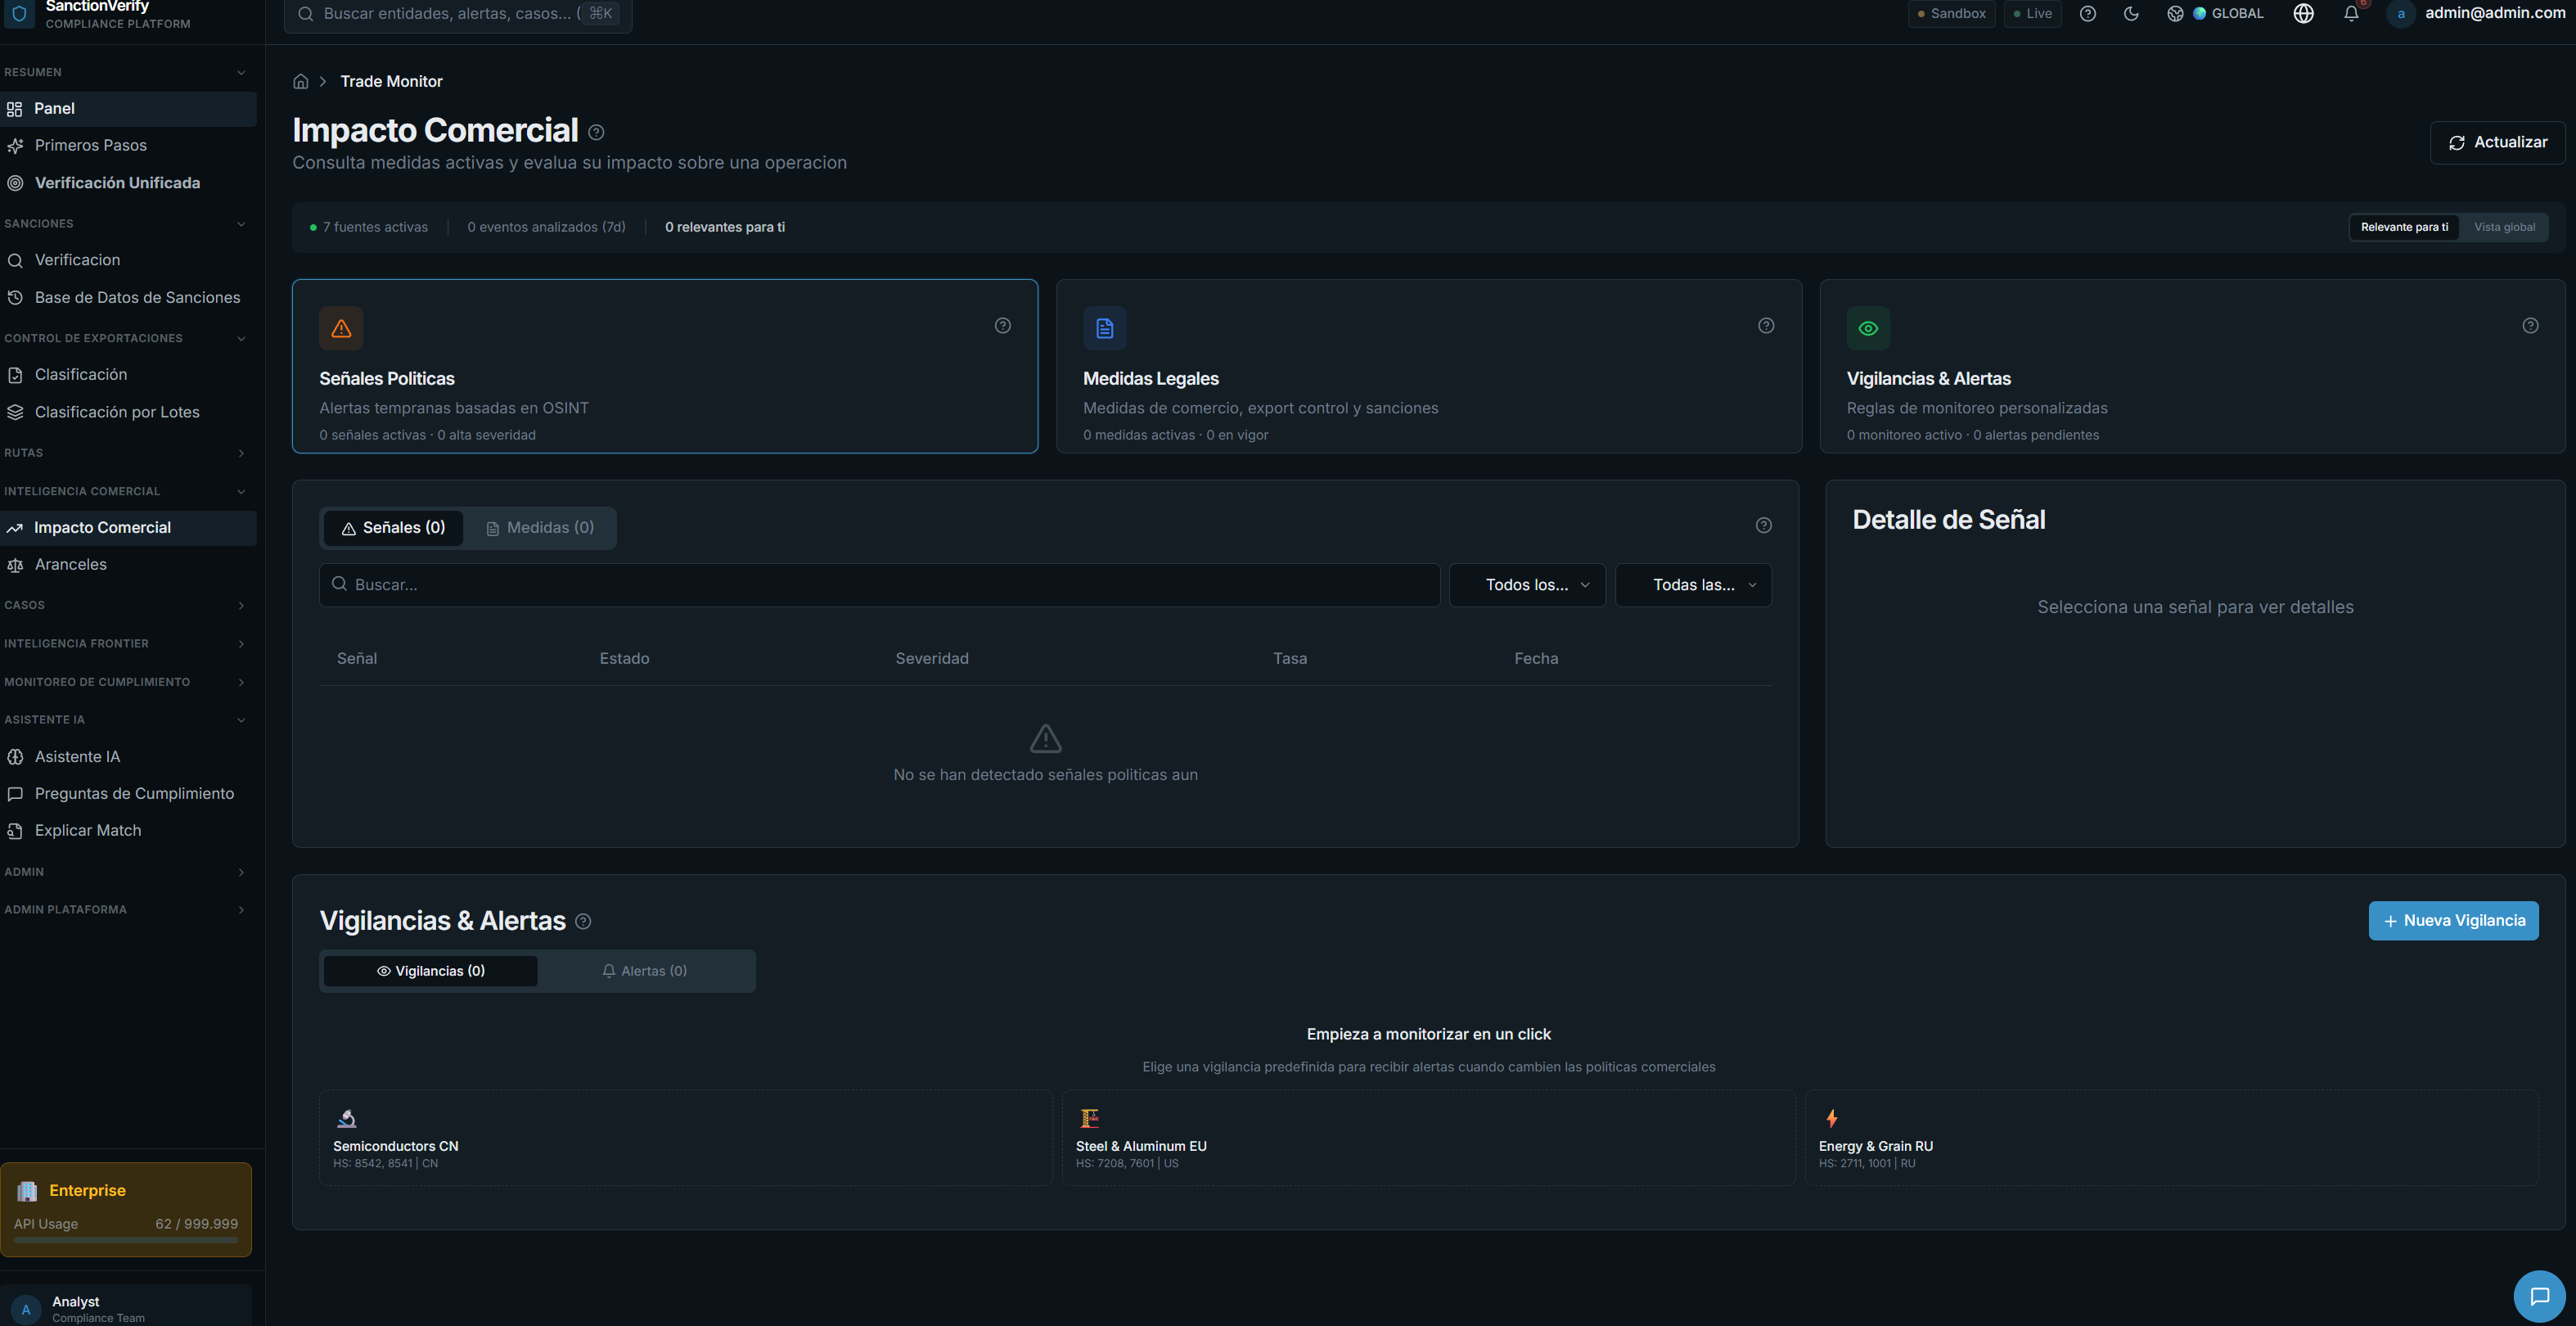 SanctionVerify
COMPLIANCE PLATFORM
Buscar entidades, alertas, casos... (
⌘K
Sandbox
Live
GLOBAL
6
a
admin@admin.com
RESUMEN
Panel
Primeros Pasos
Verificación Unificada
SANCIONES
Verificacion
Base de Datos de Sanciones
CONTROL DE EXPORTACIONES
Clasificación
Clasificación por Lotes
RUTAS
INTELIGENCIA COMERCIAL
Impacto Comercial
Aranceles
CASOS
INTELIGENCIA FRONTIER
MONITOREO DE CUMPLIMIENTO
ASISTENTE IA
Asistente IA
Preguntas de Cumplimiento
Explicar Match
ADMIN
ADMIN PLATAFORMA
Enterprise
API Usage 62 / 999.999
A
Analyst
Compliance Team
Trade Monitor
Impacto Comercial
Consulta medidas activas y evalua su impacto sobre una operacion
Actualizar
7 fuentes activas
0 eventos analizados (7d)
0 relevantes para ti
Relevante para ti
Vista global
Señales Politicas
Alertas tempranas basadas en OSINT
0 señales activas · 0 alta severidad
Medidas Legales
Medidas de comercio, export control y sanciones
0 medidas activas · 0 en vigor
Vigilancias & Alertas
Reglas de monitoreo personalizadas
0 monitoreo activo · 0 alertas pendientes
Señales (0)
Medidas (0)
Buscar...
Todos los...
Todas las...
Señal Estado Severidad Tasa Fecha
No se han detectado señales politicas aun
Detalle de Señal
Selecciona una señal para ver detalles
Vigilancias & Alertas
+ Nueva Vigilancia
Vigilancias (0)
Alertas (0)
Empieza a monitorizar en un click
Elige una vigilancia predefinida para recibir alertas cuando cambien las politicas comerciales
Semiconductors CN
HS: 8542, 8541 | CN
Steel & Aluminum EU
HS: 7208, 7601 | US
Energy & Grain RU
HS: 2711, 1001 | RU